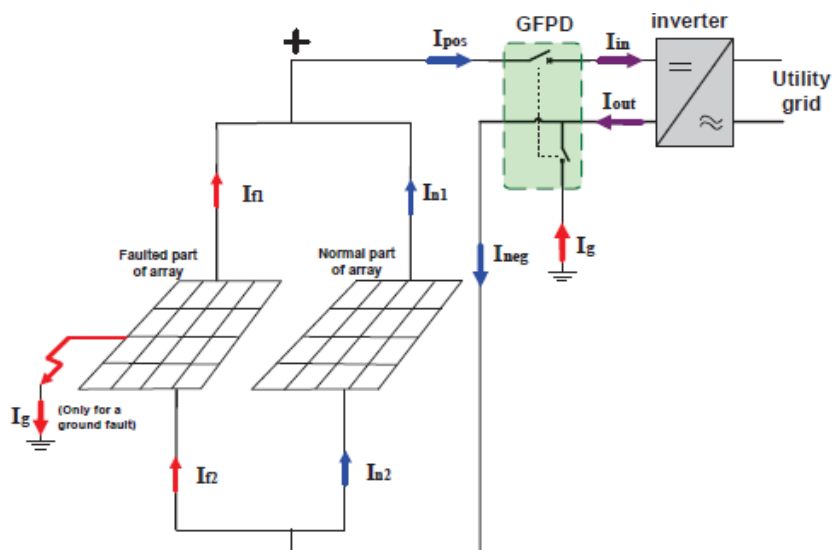 GFPD
inverter
+
Ipos
Iin
Iout
Utility
grid
=
≈
If1
In1
Faulted part
of array
Normal part
of array
Ineg
Ig
Ig
(Only for a
ground fault)
If2
In2